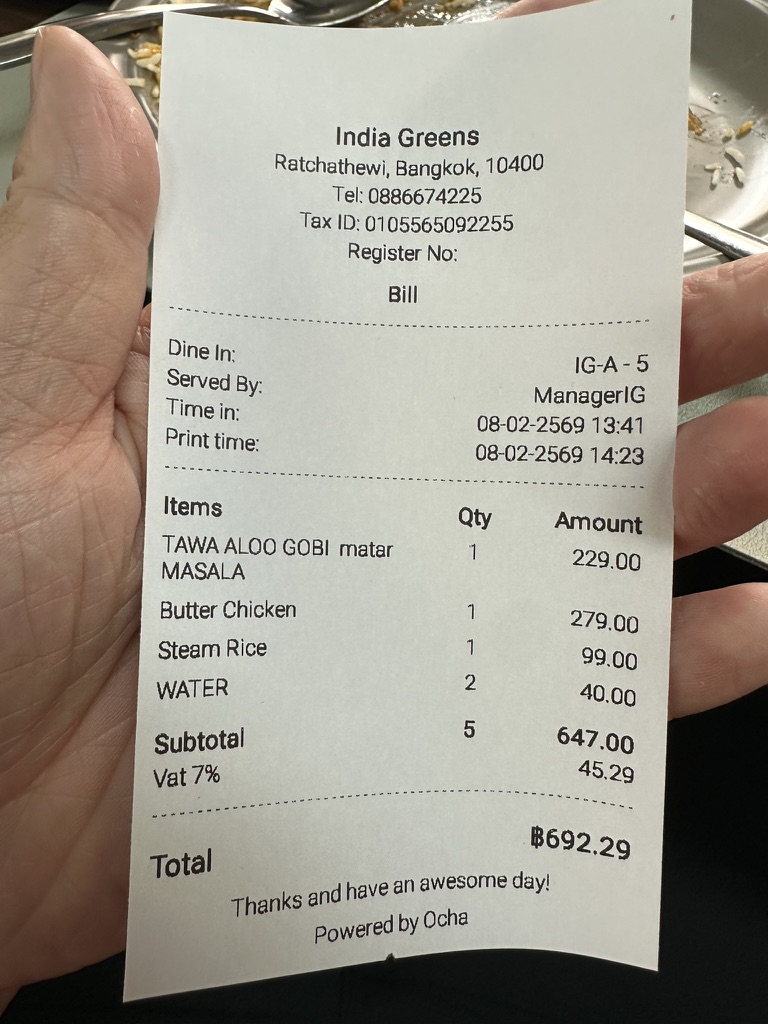 India Greens
Ratchathewi, Bangkok, 10400
Tel: 0886674225
Tax ID: 0105565092255
Register No:
Bill
Dine In: IG-A - 5
Served By: ManagerIG
Time in: 08-02-2569 13:41
Print time: 08-02-2569 14:23
Items Qty Amount
TAWA ALOO GOBI matar 1 229.00
MASALA
Butter Chicken 1 279.00
Steam Rice 1 99.00
WATER 2 40.00
Subtotal 5 647.00
Vat 7% 45.29
Total ฿692.29
Thanks and have an awesome day!
Powered by Ocha